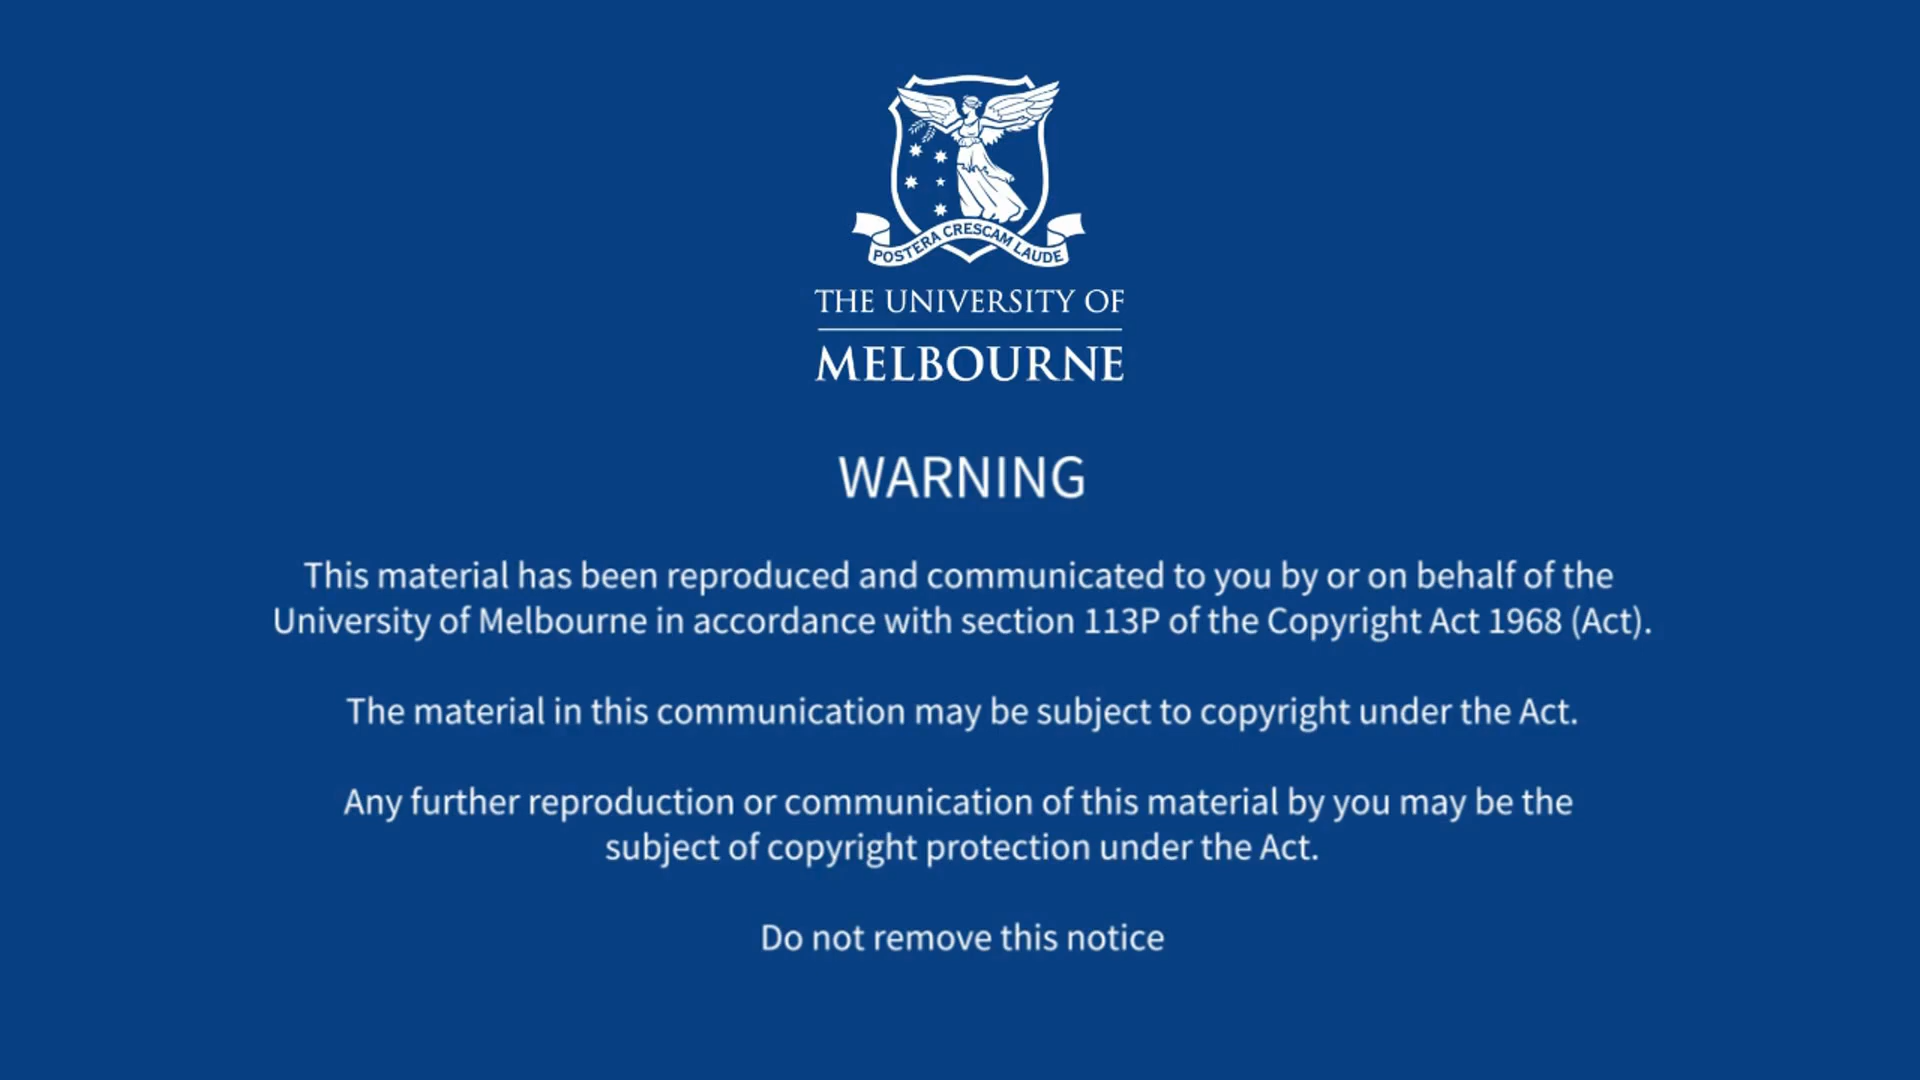 POSTERA CRESCAM LAUDE
THE UNIVERSITY OF
MELBOURNE
WARNING
This material has been reproduced and communicated to you by or on behalf of the
University of Melbourne in accordance with section 113P of the Copyright Act 1968 (Act).
The material in this communication may be subject to copyright under the Act.
Any further reproduction or communication of this material by you may be the
subject of copyright protection under the Act.
Do not remove this notice